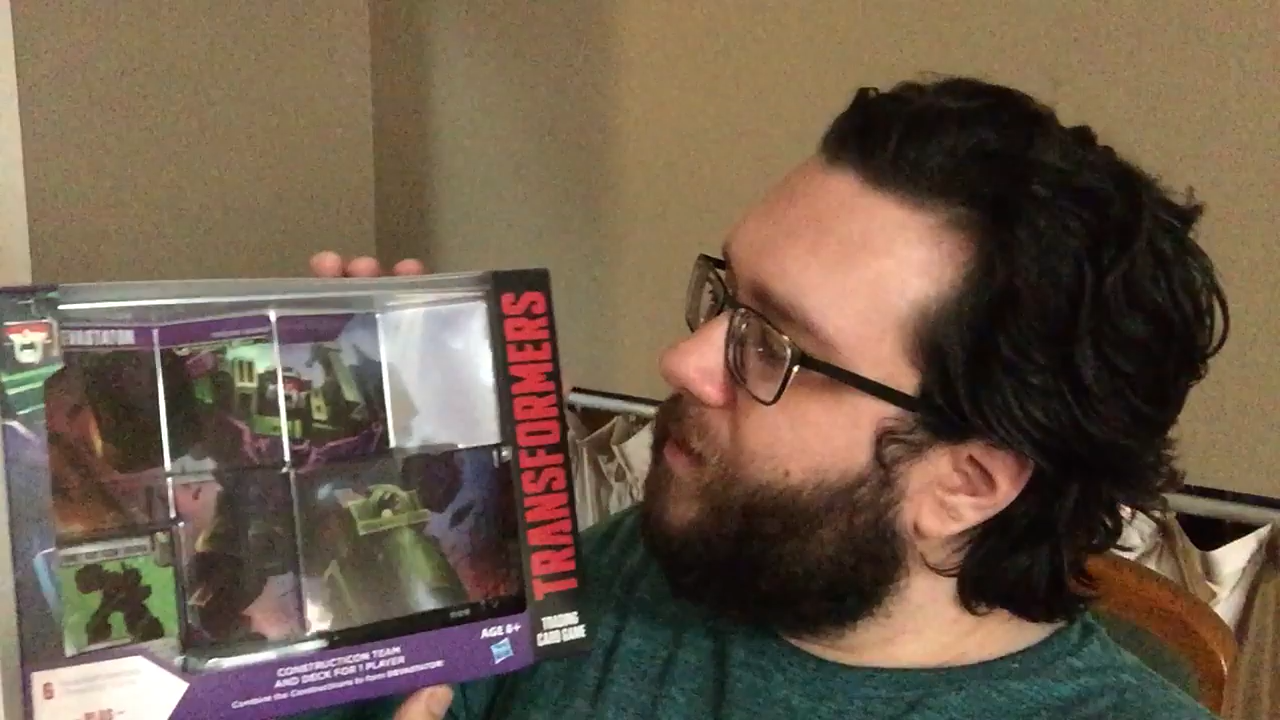 DEVASTATOR
TRANSFORMERS
TRADING
CARD GAME
AGE 8+
Hasbro
CONSTRUCTICON TEAM
AND DECK FOR 1 PLAYER
Combine the Constructicons to form DEVASTATOR!